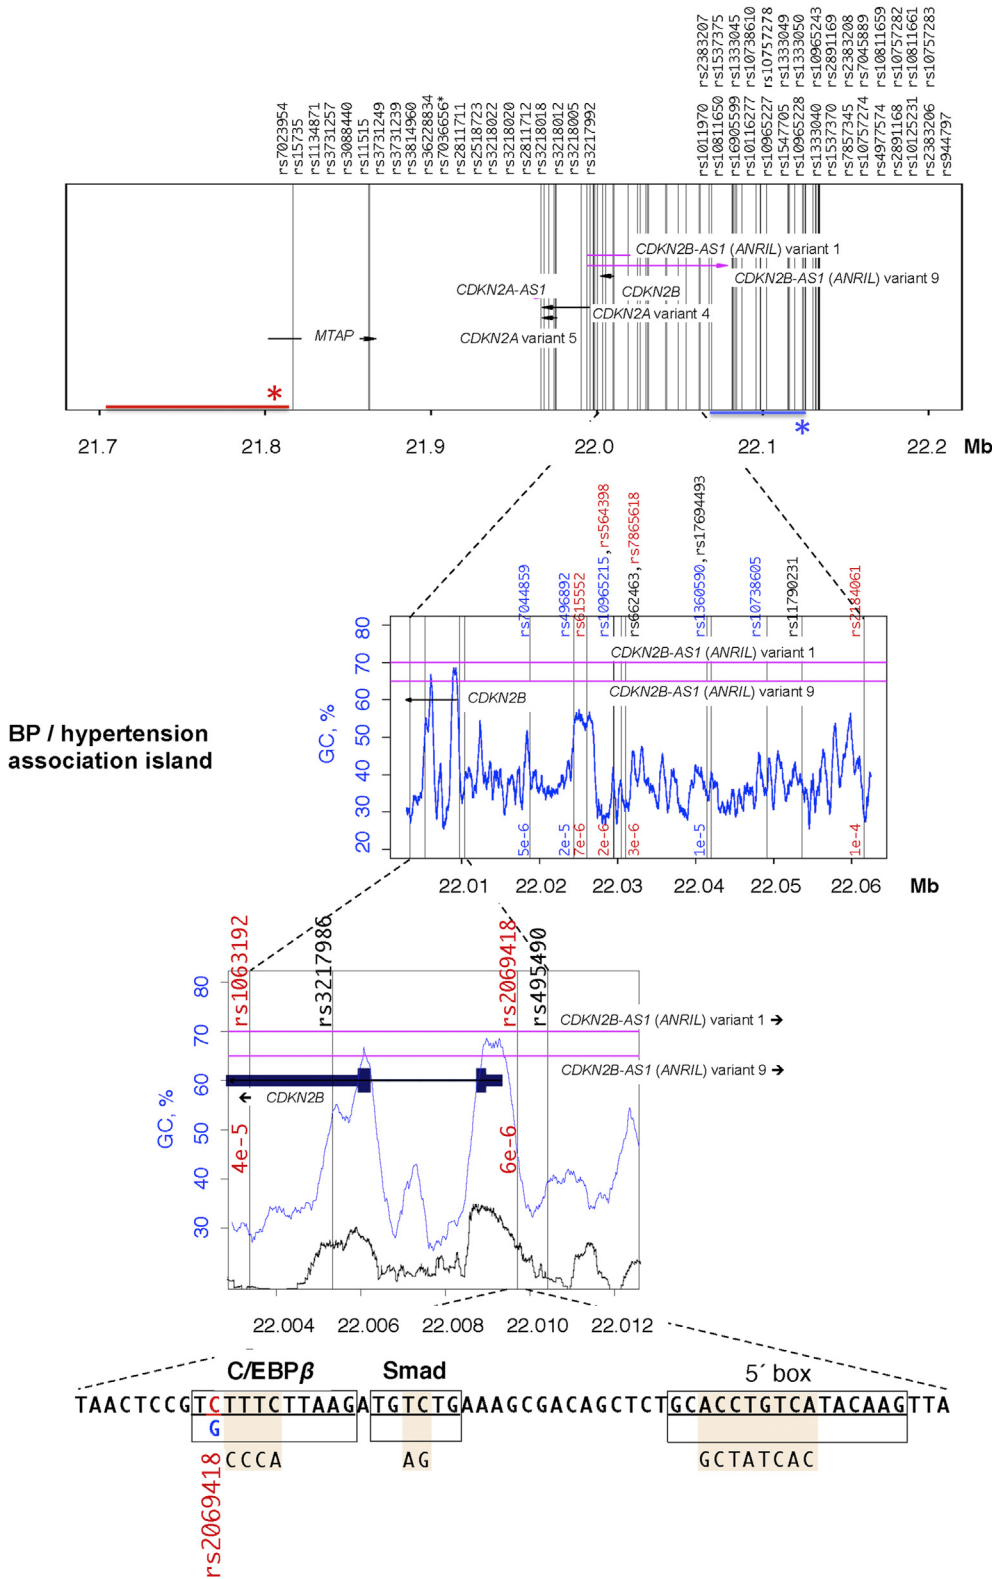 rs2383207
rs1537375
rs1333045
rs10738610
rs10757278
rs1333049
rs1333050
rs10965243
rs2891169
rs2383208
rs7045889
rs10811659
rs10757282
rs10811661
rs10757283
rs7023954
rs15735
rs1134871
rs3731257
rs3088440
rs11515
rs3731249
rs3731239
rs3814960
rs36228834
rs7036656*
rs2811711
rs2518723
rs3218022
rs3218020
rs2811712
rs3218018
rs3218012
rs3218005
rs3217992
rs1011970
rs10811650
rs16905599
rs10116277
rs10965227
rs1547705
rs10965228
rs1333040
rs1537370
rs7857345
rs10757274
rs4977574
rs2891168
rs10125231
rs2383206
rs944797
CDKN2B-AS1 (ANRIL) variant 1
CDKN2B-AS1 (ANRIL) variant 9
CDKN2A-AS1
CDKN2B
CDKN2A variant 4
MTAP
CDKN2A variant 5
*
*
21.7 21.8 21.9 22.0 22.1 22.2 Mb
rs7044859
rs496892
rs615552
rs10965215,rs564398
rs662463,rs7865618
rs1360590,rs17694493
rs10738605
rs11790231
rs2184061
80
70
60
50
40
30
20
GC, %
CDKN2B-AS1 (ANRIL) variant 1
CDKN2B-AS1 (ANRIL) variant 9
CDKN2B
BP / hypertension
association island
5e-6
2e-5
7e-6
2e-6
3e-6
1e-5
1e-4
22.01 22.02 22.03 22.04 22.05 22.06 Mb
rs1063192
rs3217986
rs2069418
rs495490
80
70
60
50
40
30
GC, %
CDKN2B-AS1 (ANRIL) variant 1 →
CDKN2B-AS1 (ANRIL) variant 9 →
← CDKN2B
4e-5
6e-6
22.004 22.006 22.008 22.010 22.012
C/EBPβ Smad 5´ box
TAACTCCGTCTTTCTTAAGATGTCTGAAAGCGACAGCTCTGCACCTGTCATACAAGTTA
G
CCCA AG GCTATCAC
rs2069418